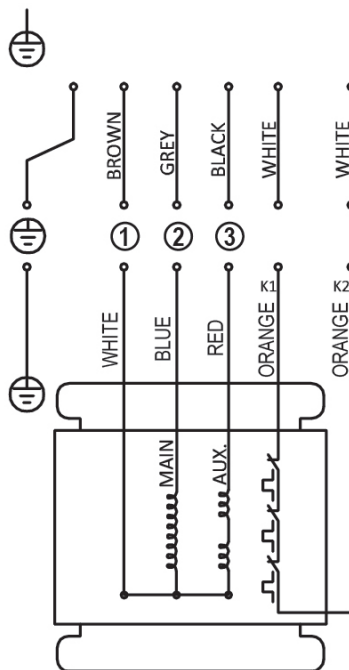 BROWN
GREY
BLACK
WHITE
WHITE
1
2
3
K1
K2
WHITE
BLUE
RED
ORANGE
ORANGE
MAIN
AUX.